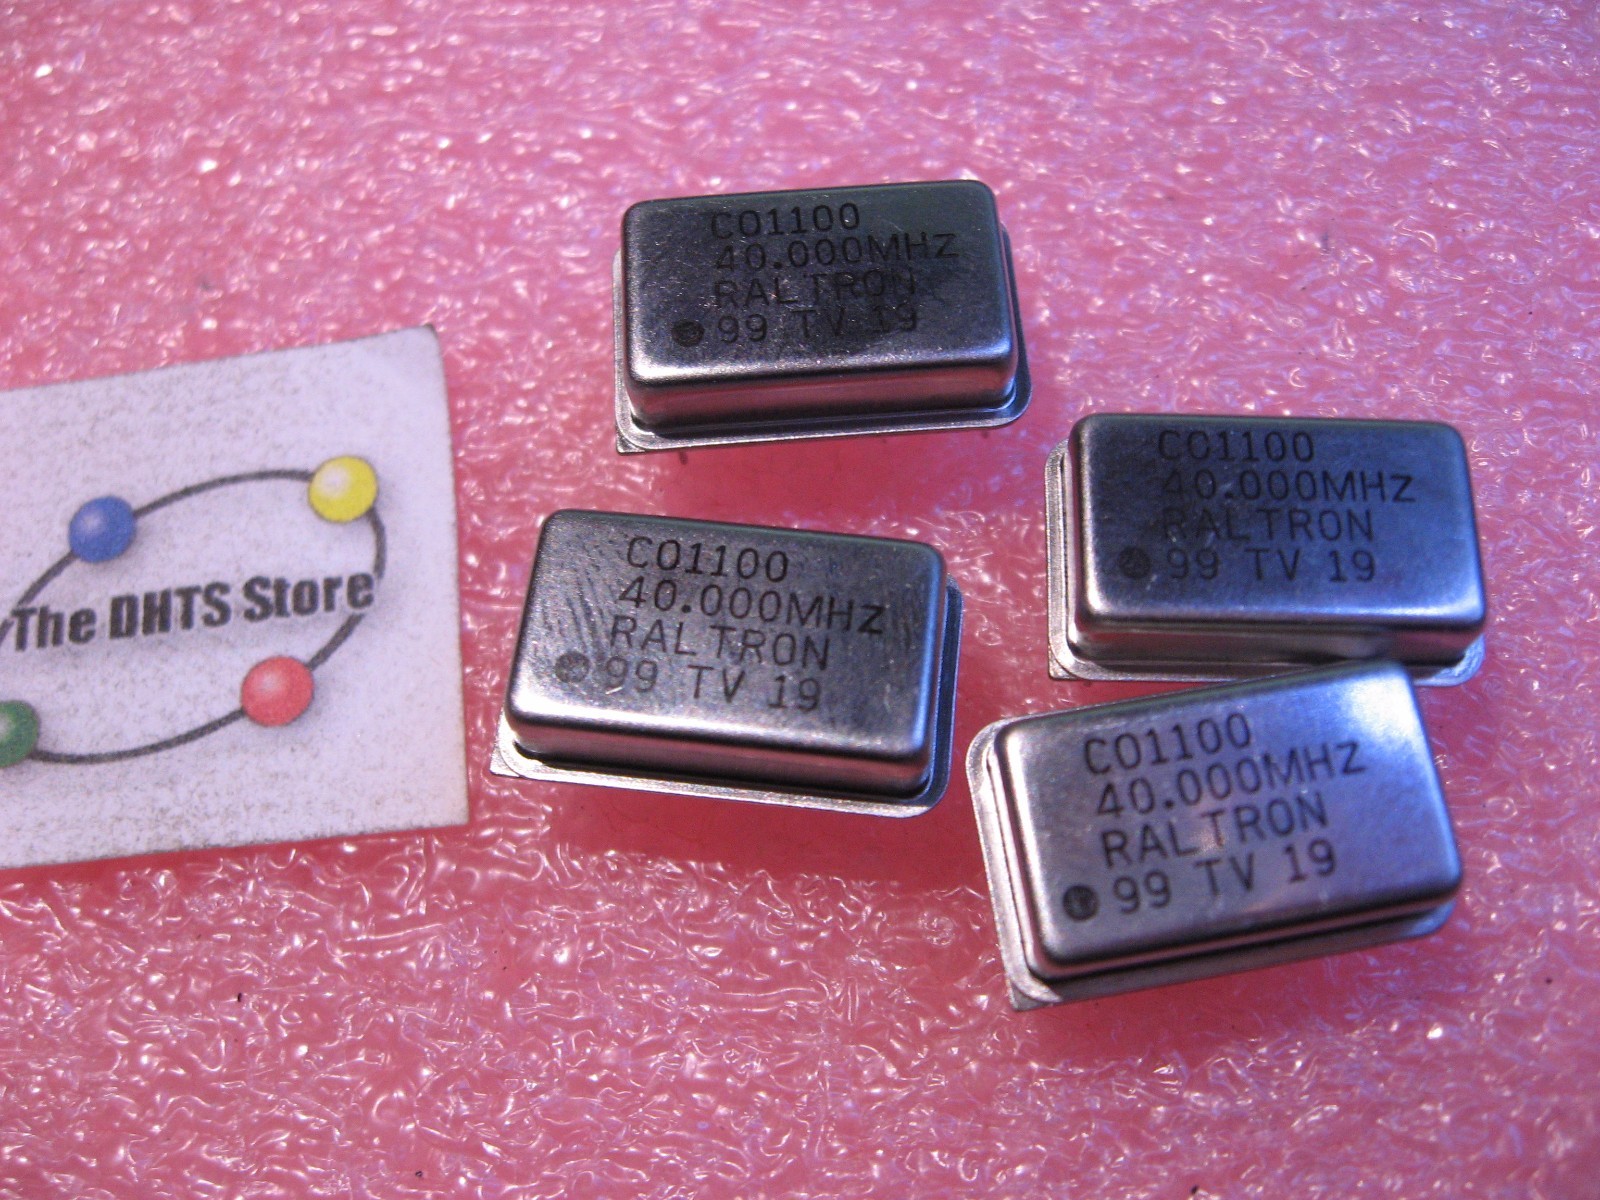 CO1100
40.000MHZ
RALTRON
99 TV 19
CO1100
40.000MHZ
RALTRON
99 TV 19
The DHTS Store
CO1100
40.000MHZ
RALTRON
99 TV 19
CO1100
40.000MHZ
RALTRON
99 TV 19